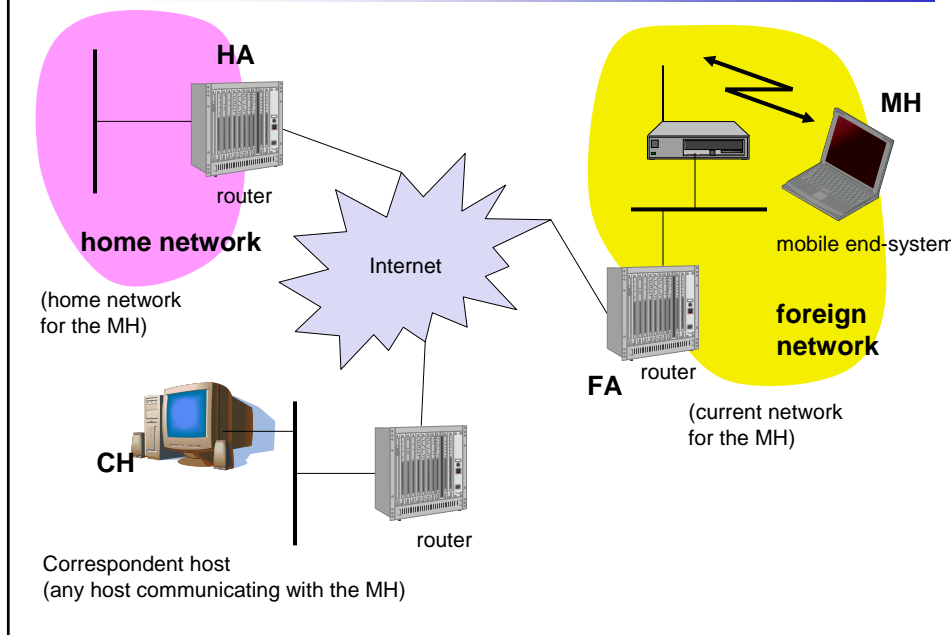 HA
router
home network
(home network
for the MH)
Internet
MH
mobile end-system
foreign
network
FA
router
(current network
for the MH)
CH
router
Correspondent host
(any host communicating with the MH)